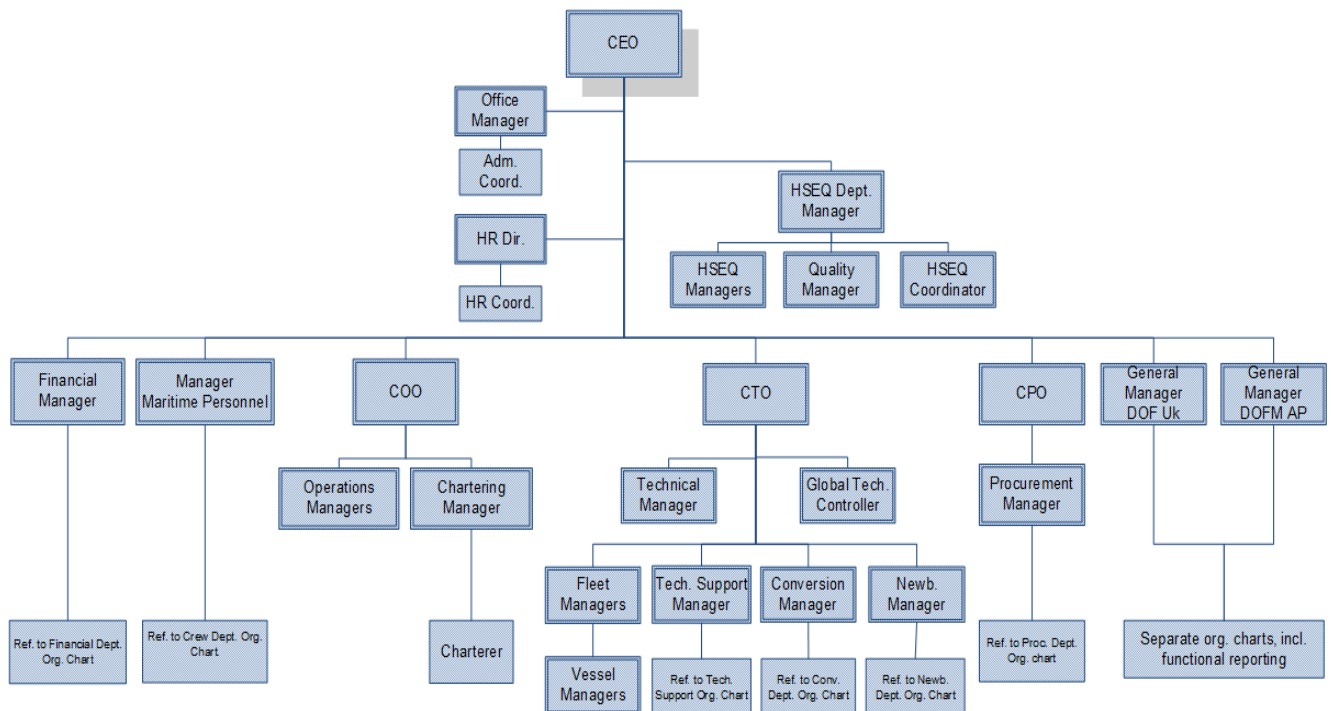 CEO
Office
Manager
Adm.
Coord.
HSEQ Dept.
Manager
HR Dir.
HSEQ
Managers
Quality
Manager
HSEQ
Coordinator
HR Coord.
Financial
Manager
Manager
Maritime Personnel
COO
CTO
CPO
General
Manager
DOF Uk
General
Manager
DOFM AP
Operations
Managers
Chartering
Manager
Technical
Manager
Global Tech.
Controller
Procurement
Manager
Fleet
Managers
Tech. Support
Manager
Conversion
Manager
Newb.
Manager
Ref. to Financial Dept.
Org. Chart
Ref. to Crew Dept. Org.
Chart.
Charterer
Vessel
Managers
Ref. to Tech.
Support Org. Chart
Ref. to Conv.
Dept. Org. Chart
Ref. to Newb.
Dept. Org. Chart
Ref. to Proc. Dept.
Org. chart
Separate org. charts, incl.
functional reporting